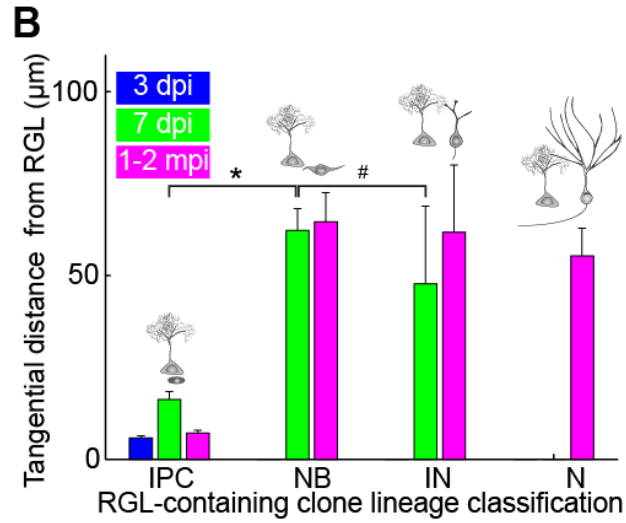 B
Tangential distance from RGL (µm)
100
50
0
3 dpi
7 dpi
1-2 mpi
*
#
IPC NB IN N
RGL-containing clone lineage classification